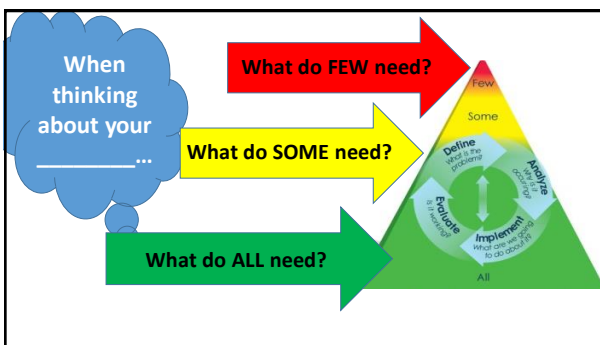 When
thinking
about your
_________...
What do FEW need?
What do SOME need?
What do ALL need?
Few
Some
Define
what is the
problem?
Analyze
why is it
occuring?
Implement
What are we going
to do about it?
Evaluate
Is it working?
All